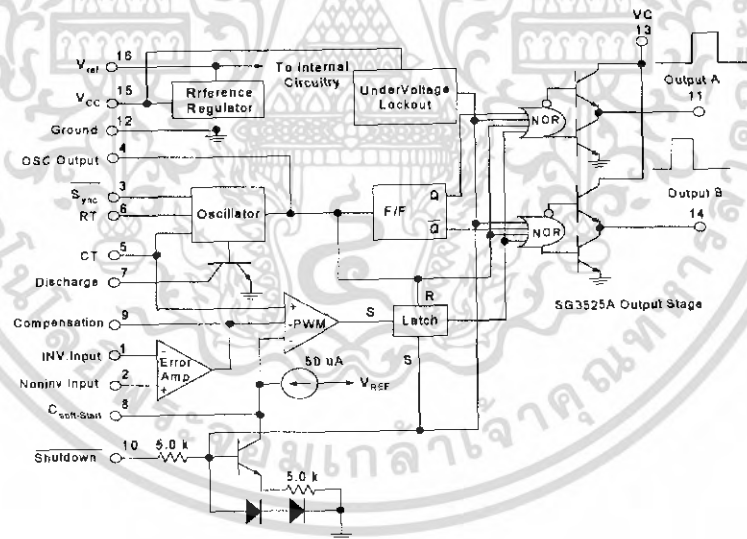 VC
13
Output A
11
Output B
14
SG3525A Output Stage
Vref 16
VCC 15
Ground 12
OSC Output 4
Sync 3
RT 6
CT 5
Discharge 7
Compensation 9
INV.Input 1
Noninv Input 2
Csoft-Start 8
Shutdown 10
5.0 k
5.0 k
To Internal
Circuitry
Rrference
Regulator
UnderVoltage
Lockout
Oscillator
F/F
Q
Q
NOR
NOR
+
-
-
PWM
S
R
Latch
S
-
Error
Amp
+
50 uA
VREF